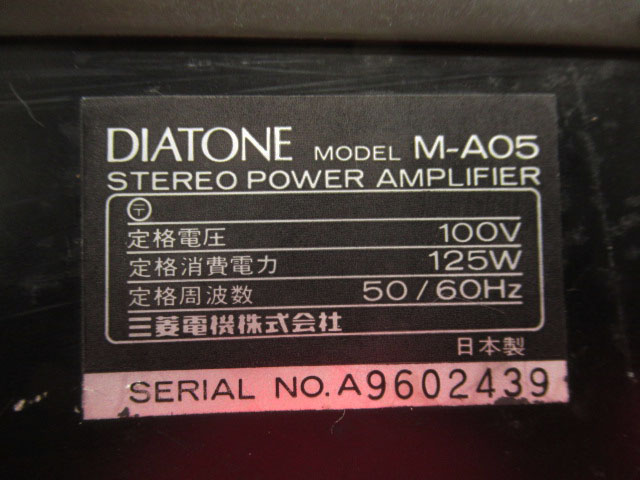 DIATONE MODEL M-A05
STEREO POWER AMPLIFIER
〒
定格電圧 100V
定格消費電力 125W
定格周波数 50/60Hz
三菱電機株式会社
日本製
SERIAL NO. A9602439